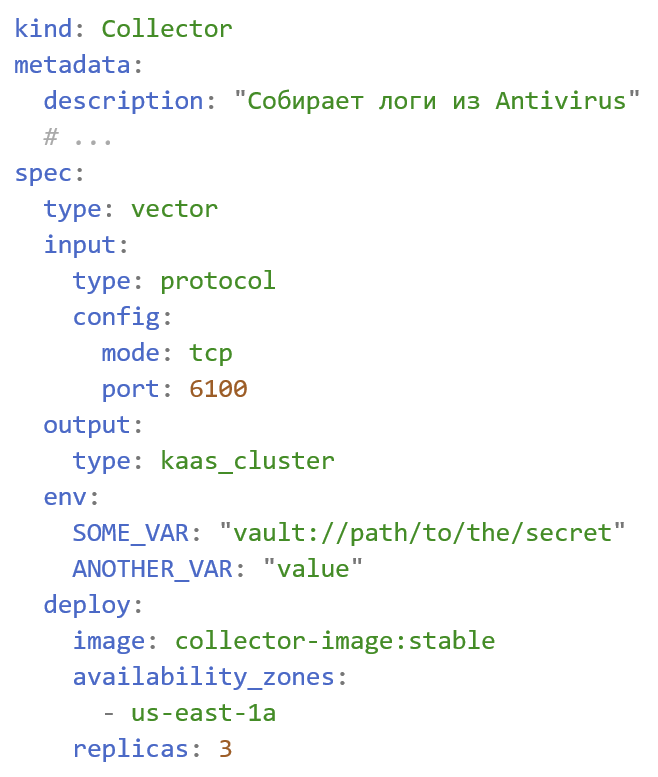 kind: Collector
metadata:
  description: "Собирает логи из Antivirus"
  # ...
spec:
  type: vector
  input:
    type: protocol
    config:
      mode: tcp
      port: 6100
  output:
    type: kaas_cluster
  env:
    SOME_VAR: "vault://path/to/the/secret"
    ANOTHER_VAR: "value"
  deploy:
    image: collector-image:stable
    availability_zones:
      - us-east-1a
    replicas: 3